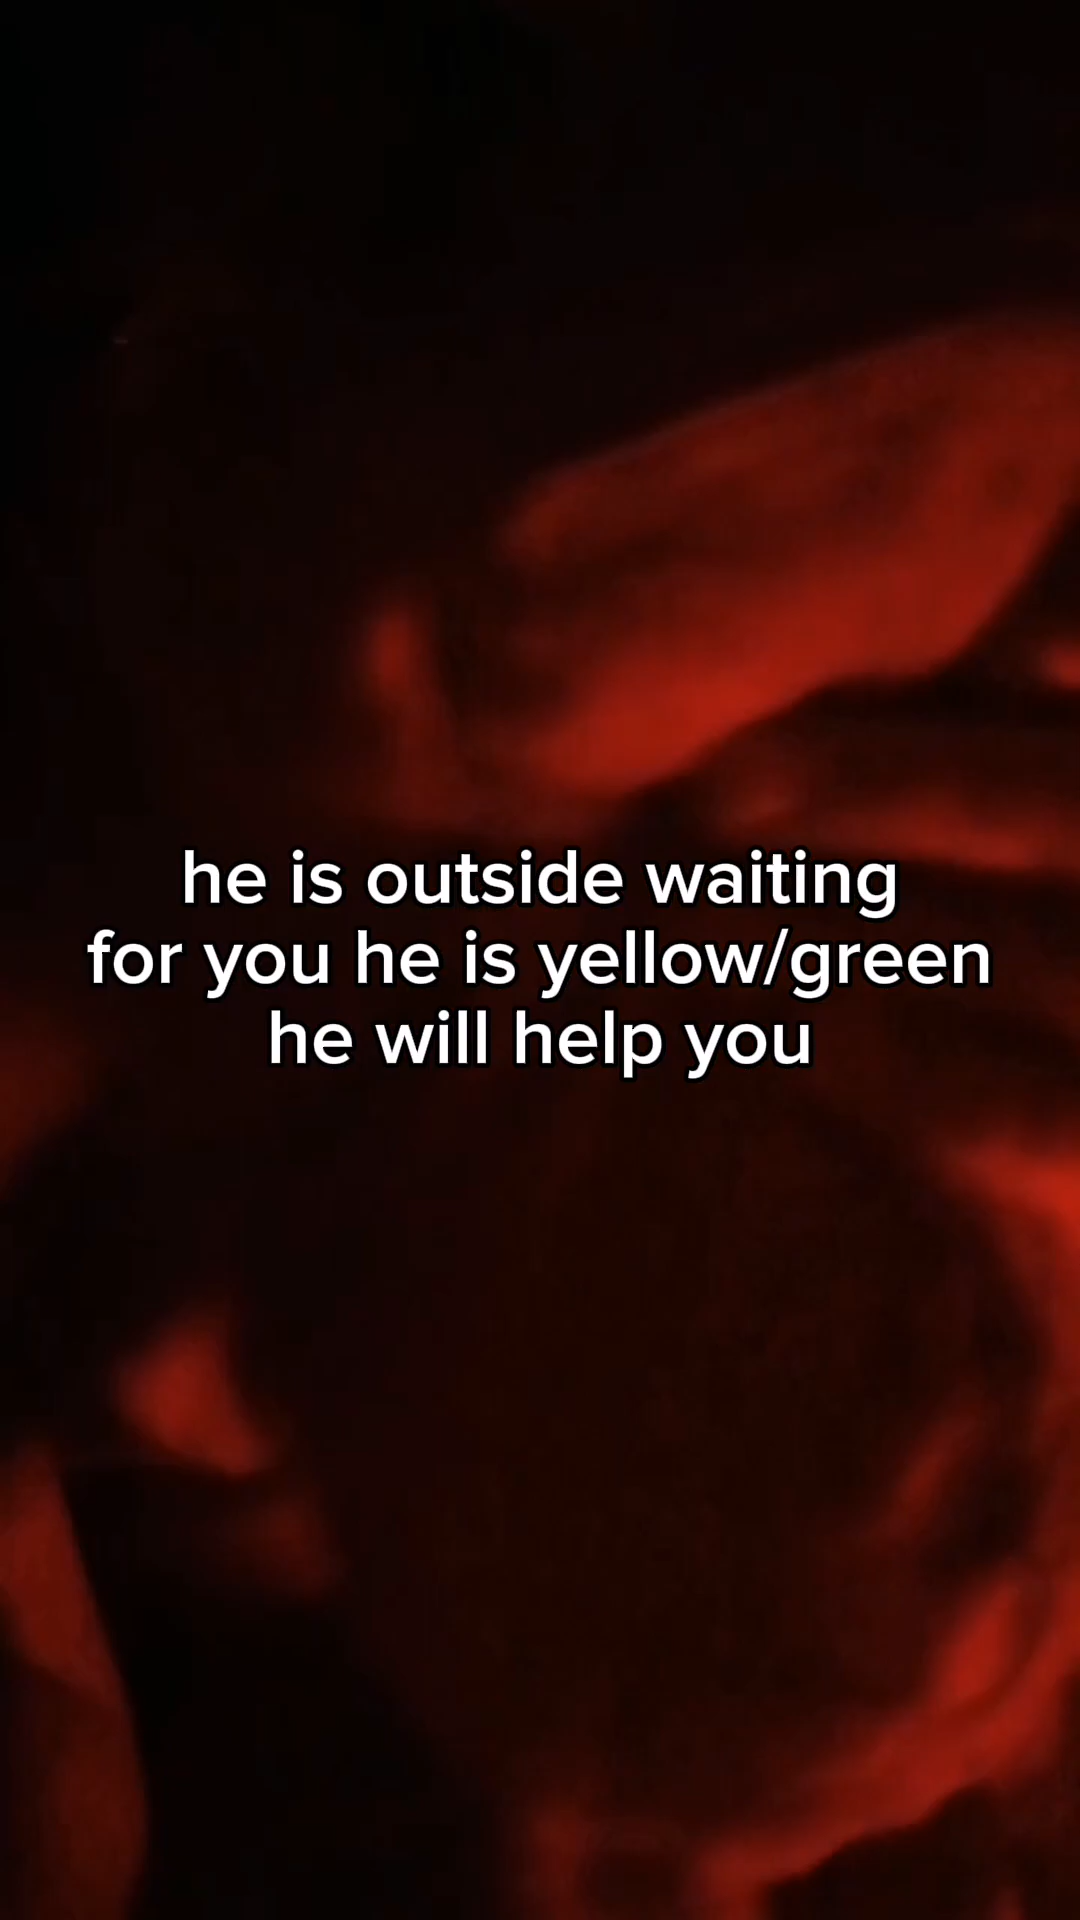 he is outside waiting
for you he is yellow/green
he will help you